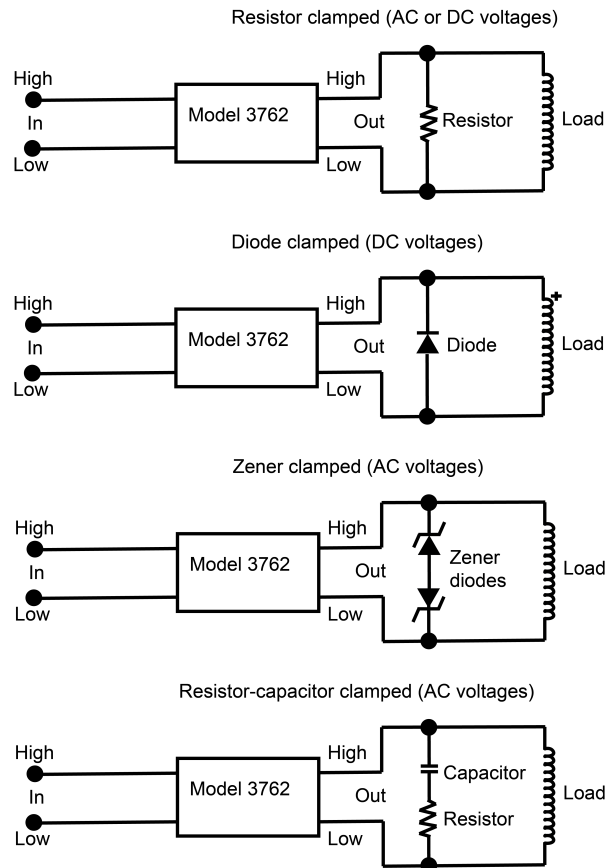 Resistor clamped (AC or DC voltages)
High
High
Model 3762
In
Out
Resistor
Load
Low
Low
Diode clamped (DC voltages)
High
High
+
Model 3762
In
Out
Diode
Load
Low
Low
Zener clamped (AC voltages)
High
High
Model 3762
In
Out
Zener
diodes
Load
Low
Low
Resistor-capacitor clamped (AC voltages)
High
High
Model 3762
Capacitor
In
Out
Load
Resistor
Low
Low